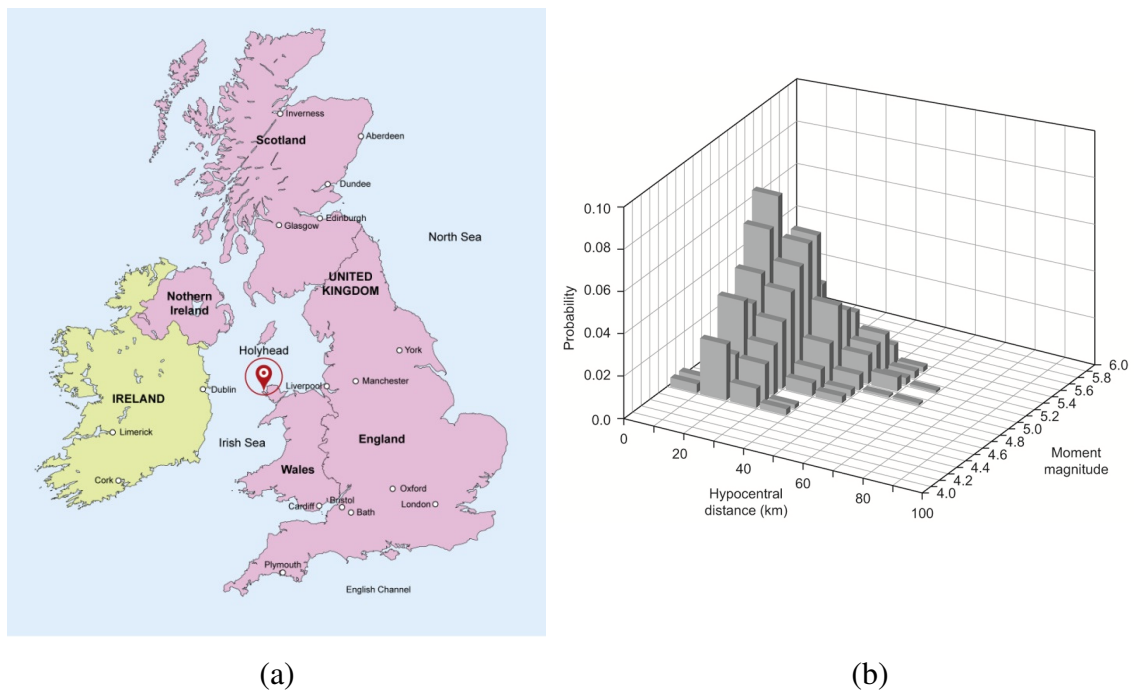 Inverness
Scotland
Aberdeen
Dundee
Edinburgh
Glasgow
North Sea
UNITED
KINGDOM
Nothern
Ireland
Holyhead
York
Liverpool
Manchester
Dublin
IRELAND
Limerick
Irish Sea
England
Wales
Cork
Oxford
Bristol
London
Cardiff
Bath
Plymouth
English Channel
(a)
Probability
0.10
0.08
0.06
0.04
0.02
0.0
0
20
40
60
80
100
Hypocentral
distance (km)
4.0
4.2
4.4
4.6
4.8
5.0
5.2
5.4
5.6
5.8
6.0
Moment
magnitude
(b)